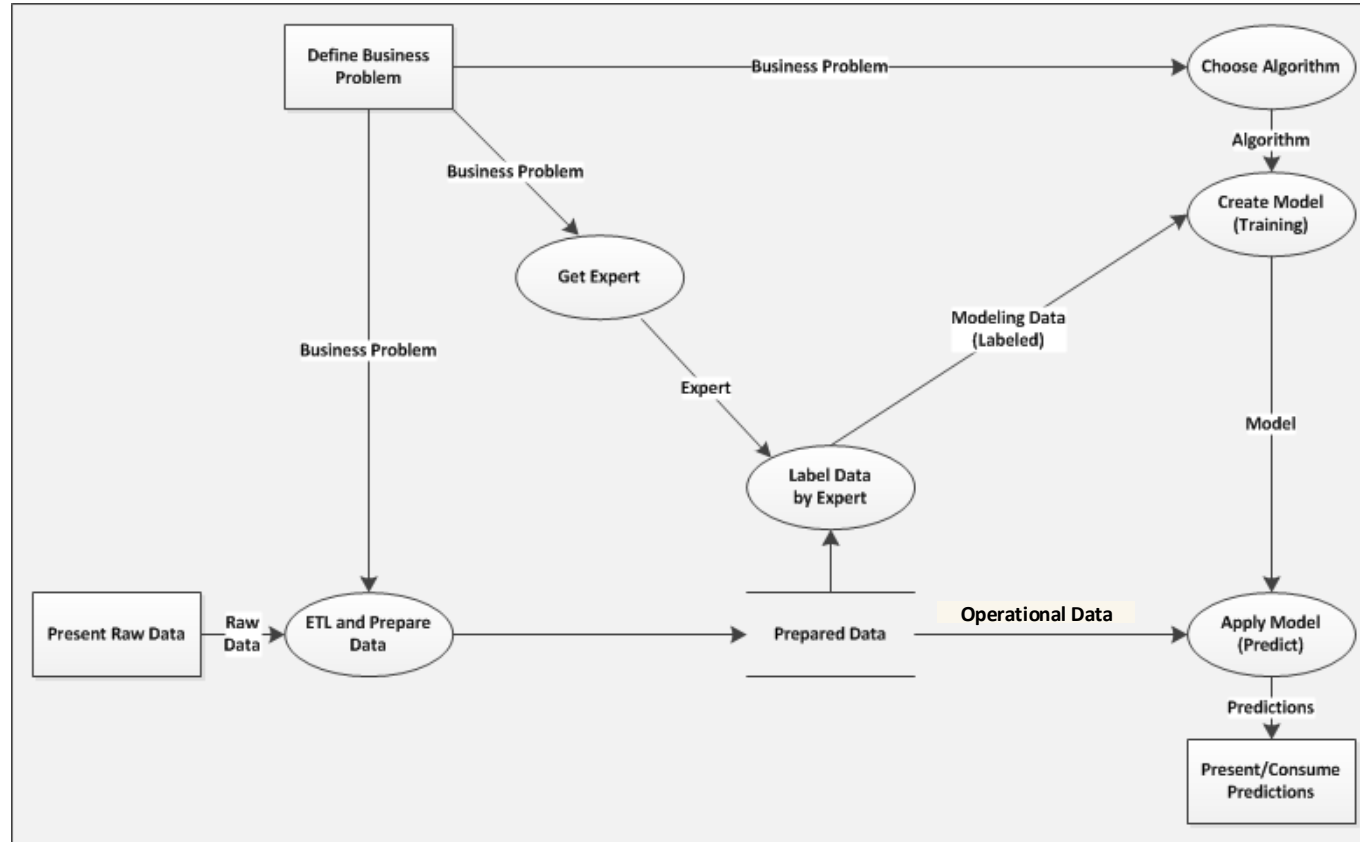 Define Business
Problem
Business Problem
Choose Algorithm
Algorithm
Business Problem
Create Model
(Training)
Get Expert
Modeling Data
(Labeled)
Business Problem
Expert
Model
Label Data
by Expert
Present Raw Data
Raw
Data
ETL and Prepare
Data
Prepared Data
Operational Data
Apply Model
(Predict)
Predictions
Present/Consume
Predictions